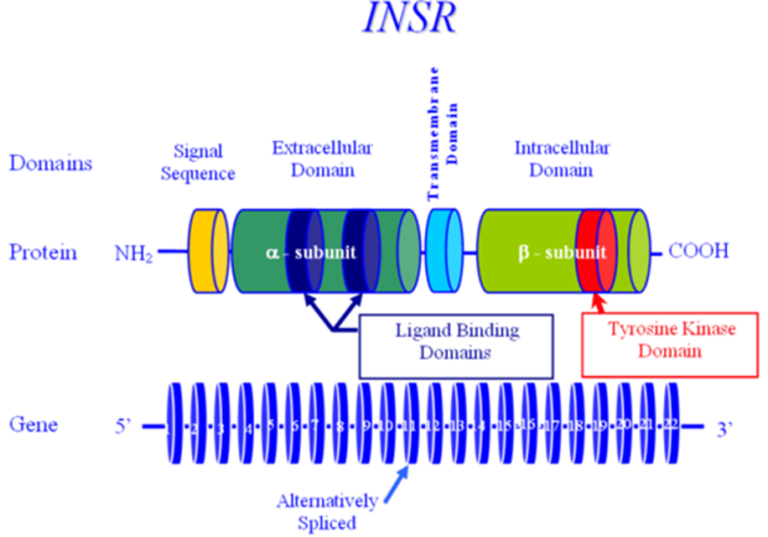 INSR
Domains
Signal
Sequence
Extracellular
Domain
Transmembrane
Domain
Intracellular
Domain
Protein
NH2
α - subunit
β - subunit
COOH
Ligand Binding
Domains
Tyrosine Kinase
Domain
Gene
5’
1 2 3 4 5 6 7 8 9 10 11 12 13 4 15 16 17 18 19 20 21 22
3’
Alternatively
Spliced